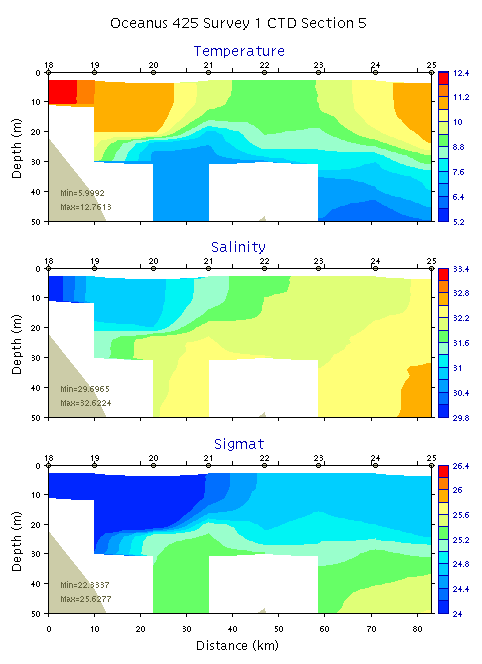 Oceanus 425 Survey 1 CTD Section 5
Temperature
18 19 20 21 22 23 24 25
0
10
20
30
40
50
Depth (m)
Min=5.9992
Max=12.7613
12.4
11.2
10
8.8
7.6
6.4
5.2
Salinity
18 19 20 21 22 23 24 25
0
10
20
30
40
50
Depth (m)
Min=29.6965
Max=32.6224
33.4
32.8
32.2
31.6
31
30.4
29.8
Sigmat
18 19 20 21 22 23 24 25
0
10
20
30
40
50
Depth (m)
Min=22.3337
Max=25.6277
26.4
26
25.6
25.2
24.8
24.4
24
0 10 20 30 40 50 60 70 80
Distance (km)